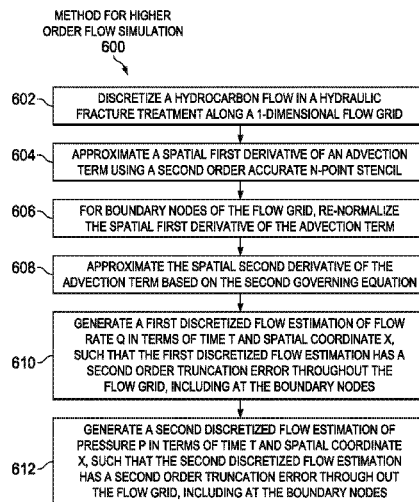 METHOD FOR HIGHER
ORDER FLOW SIMULATION
600
602
DISCRETIZE A HYDROCARBON FLOW IN A HYDRAULIC
FRACTURE TREATMENT ALONG A 1-DIMENSIONAL FLOW GRID
604
APPROXIMATE A SPATIAL FIRST DERIVATIVE OF AN ADVECTION
TERM USING A SECOND ORDER ACCURATE N-POINT STENCIL
606
FOR BOUNDARY NODES OF THE FLOW GRID, RE-NORMALIZE
THE SPATIAL FIRST DERIVATIVE OF THE ADVECTION TERM
608
APPROXIMATE THE SPATIAL SECOND DERIVATIVE OF THE
ADVECTION TERM BASED ON THE SECOND GOVERNING EQUATION
610
GENERATE A FIRST DISCRETIZED FLOW ESTIMATION OF FLOW
RATE Q IN TERMS OF TIME T AND SPATIAL COORDINATE X,
SUCH THAT THE FIRST DISCRETIZED FLOW ESTIMATION HAS A
SECOND ORDER TRUNCATION ERROR THROUGHOUT THE
FLOW GRID, INCLUDING AT THE BOUNDARY NODES
612
GENERATE A SECOND DISCRETIZED FLOW ESTIMATION OF
PRESSURE P IN TERMS OF TIME T AND SPATIAL COORDINATE
X, SUCH THAT THE SECOND DISCRETIZED FLOW ESTIMATION
HAS A SECOND ORDER TRUNCATION ERROR THROUGH OUT
THE FLOW GRID, INCLUDING AT THE BOUNDARY NODES